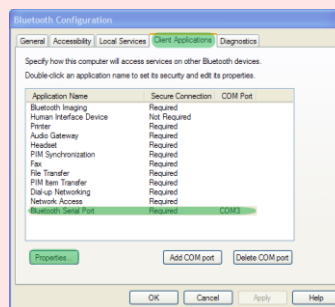 Bluetooth Configuration
General Accessibility Local Services Client Applications Diagnostics
Specify how this computer will access services on other Bluetooth devices.
Double-click an application name to set its security and edit its properties.
Application Name Secure Connection COM Port
Bluetooth Imaging Required
Human Interface Device Not Required
Printer Required
Audio Gateway Required
Headset Required
PIM Synchronization Required
Fax Required
File Transfer Required
PIM Item Transfer Required
Dial-up Networking Required
Network Access Required
Bluetooth Serial Port Required COM3
Properties... Add COM port Delete COM port
OK Cancel Apply Help